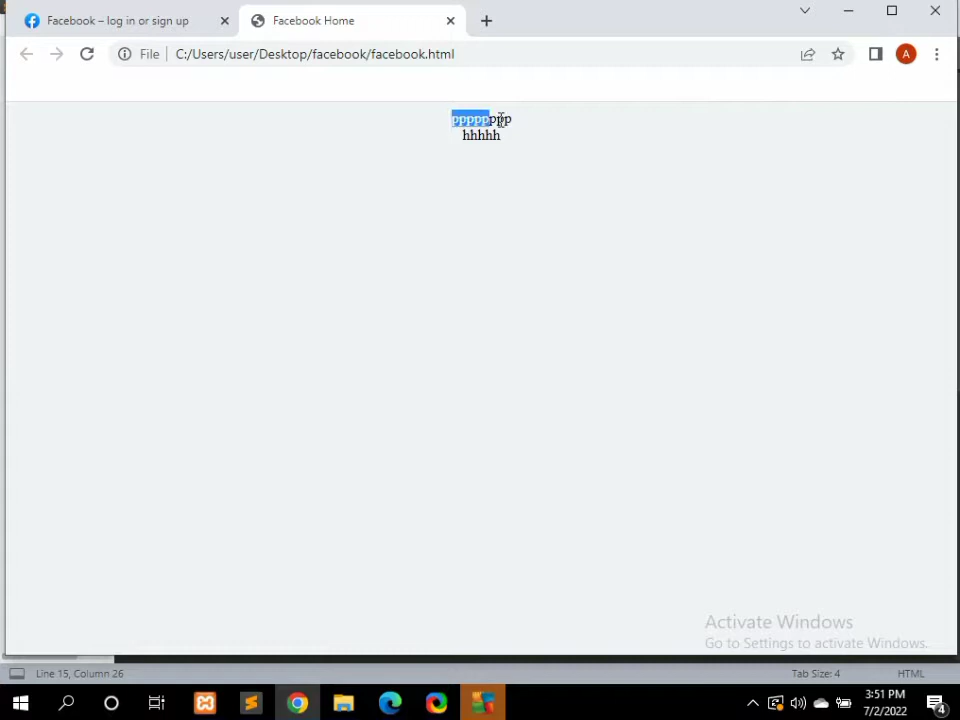 Facebook – log in or sign up
Facebook Home
File
C:/Users/user/Desktop/facebook/facebook.html
A
pppppppp
hhhhh
Activate Windows
Go to Settings to activate Windows.
Line 15, Column 26
Tab Size: 4
HTML
3:51 PM
7/2/2022
4